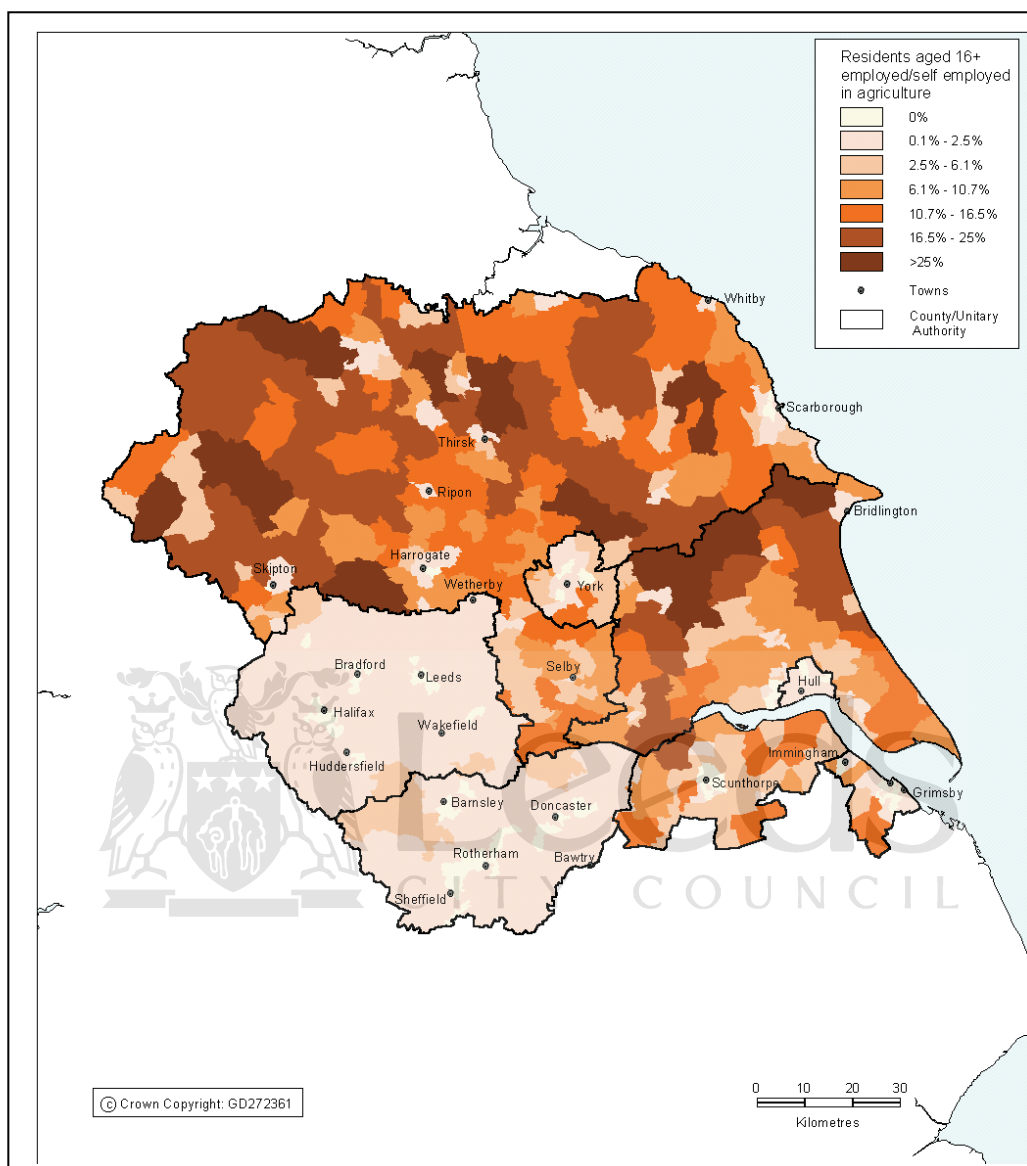 Residents aged 16+
employed/self employed
in agriculture
0%
0.1% - 2.5%
2.5% - 6.1%
6.1% - 10.7%
10.7% - 16.5%
16.5% - 25%
>25%
Towns
County/Unitary
Authority
Whitby
Scarborough
Thirsk
Ripon
Bridlington
Harrogate
Skipton
Wetherby
York
Bradford
Leeds
Selby
Hull
Halifax
Wakefield
Huddersfield
Immingham
Scunthorpe
Grimsby
Barnsley
Doncaster
Rotherham
Bawtry
Sheffield
Leeds
CITY COUNCIL
© Crown Copyright: GD272361
0 10 20 30
Kilometres